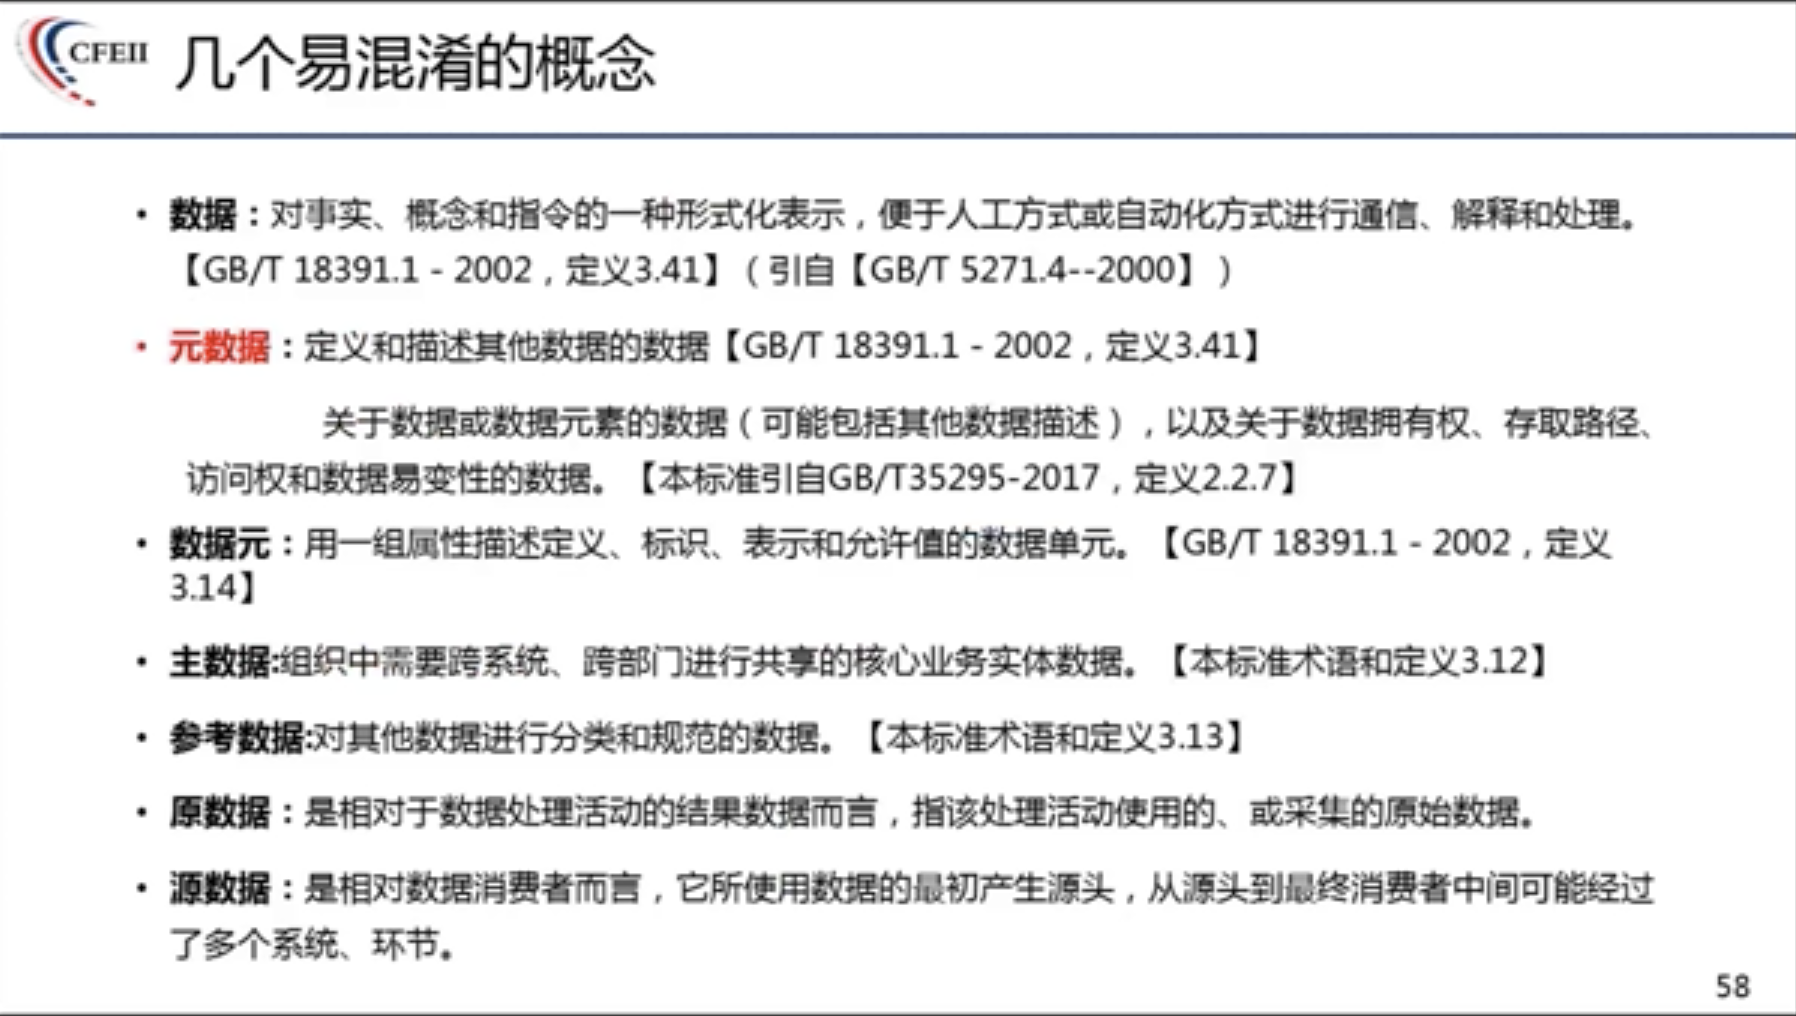 CFEII 几个易混淆的概念
• 数据：对事实、概念和指令的一种形式化表示，便于人工方式或自动化方式进行通信、解释和处理。
【GB/T 18391.1 - 2002，定义3.41】（引自【GB/T 5271.4--2000】）
• 元数据：定义和描述其他数据的数据【GB/T 18391.1 - 2002，定义3.41】
关于数据或数据元素的数据（可能包括其他数据描述），以及关于数据拥有权、存取路径、
访问权和数据易变性的数据。【本标准引自GB/T35295-2017，定义2.2.7】
• 数据元：用一组属性描述定义、标识、表示和允许值的数据单元。【GB/T 18391.1 - 2002，定义
3.14】
• 主数据:组织中需要跨系统、跨部门进行共享的核心业务实体数据。【本标准术语和定义3.12】
• 参考数据:对其他数据进行分类和规范的数据。【本标准术语和定义3.13】
• 原数据：是相对于数据处理活动的结果数据而言，指该处理活动使用的、或采集的原始数据。
• 源数据：是相对数据消费者而言，它所使用数据的最初产生源头，从源头到最终消费者中间可能经过
了多个系统、环节。
58